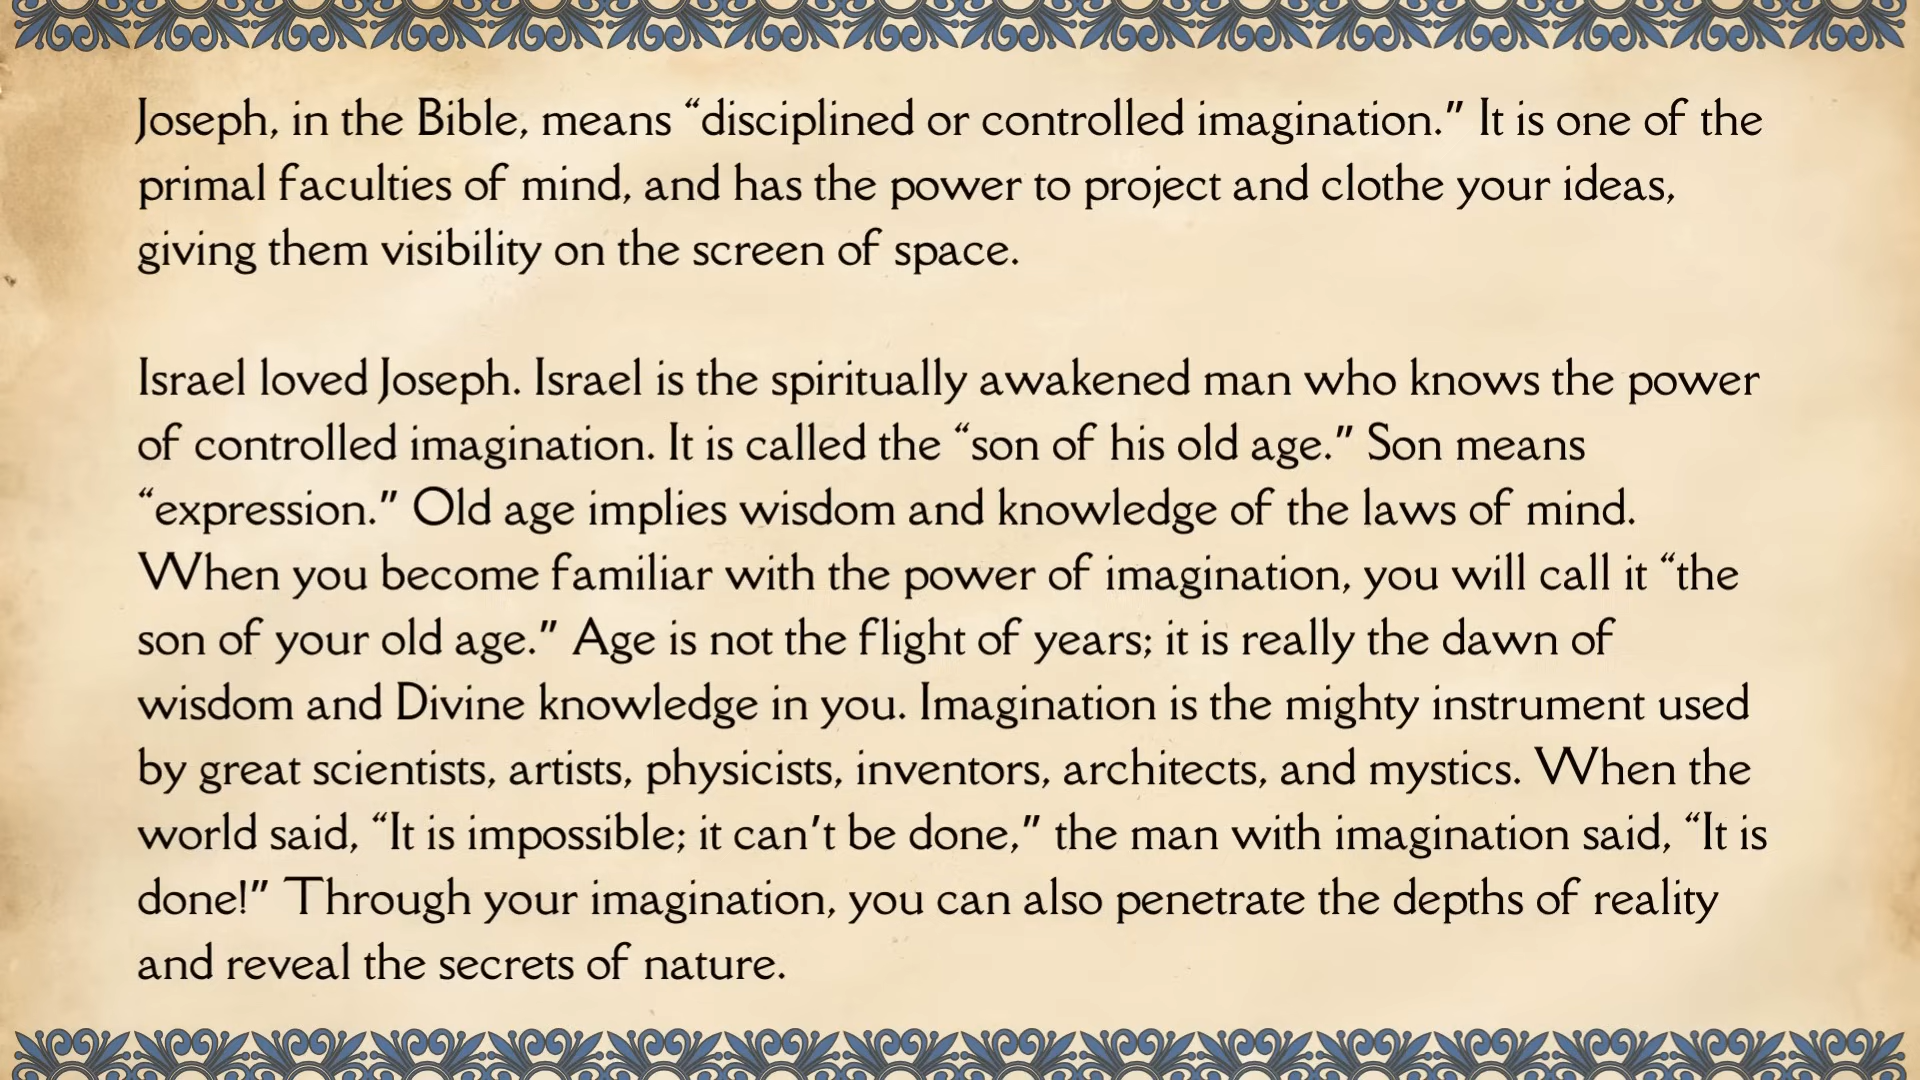 Joseph, in the Bible, means “disciplined or controlled imagination.” It is one of the
primal faculties of mind, and has the power to project and clothe your ideas,
giving them visibility on the screen of space.
Israel loved Joseph. Israel is the spiritually awakened man who knows the power
of controlled imagination. It is called the “son of his old age.” Son means
“expression.” Old age implies wisdom and knowledge of the laws of mind.
When you become familiar with the power of imagination, you will call it “the
son of your old age.” Age is not the flight of years; it is really the dawn of
wisdom and Divine knowledge in you. Imagination is the mighty instrument used
by great scientists, artists, physicists, inventors, architects, and mystics. When the
world said, “It is impossible; it can't be done,” the man with imagination said, “It is
done!” Through your imagination, you can also penetrate the depths of reality
and reveal the secrets of nature.